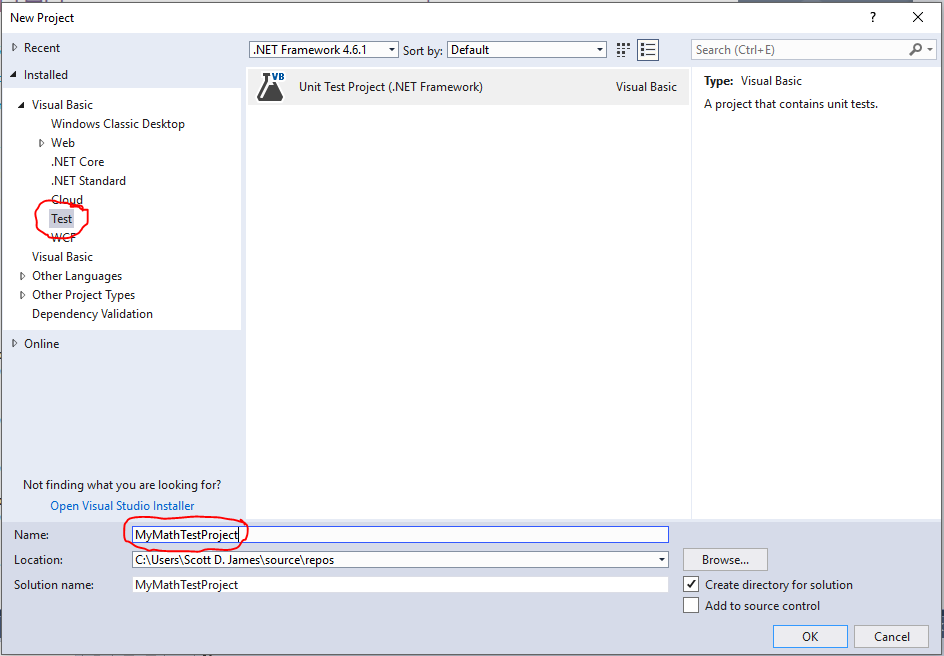 New Project
?
Recent
.NET Framework 4.6.1 Sort by: Default
Search (Ctrl+E)
Installed
Visual Basic
Windows Classic Desktop
Web
.NET Core
.NET Standard
Cloud
Test
WCF
Visual Basic
Other Languages
Other Project Types
Dependency Validation
Online
Not finding what you are looking for?
Open Visual Studio Installer
VB
Unit Test Project (.NET Framework) Visual Basic
Type: Visual Basic
A project that contains unit tests.
Name: MyMathTestProject
Location: C:\Users\Scott D. James\source\repos
Browse...
Solution name: MyMathTestProject
Create directory for solution
Add to source control
OK Cancel